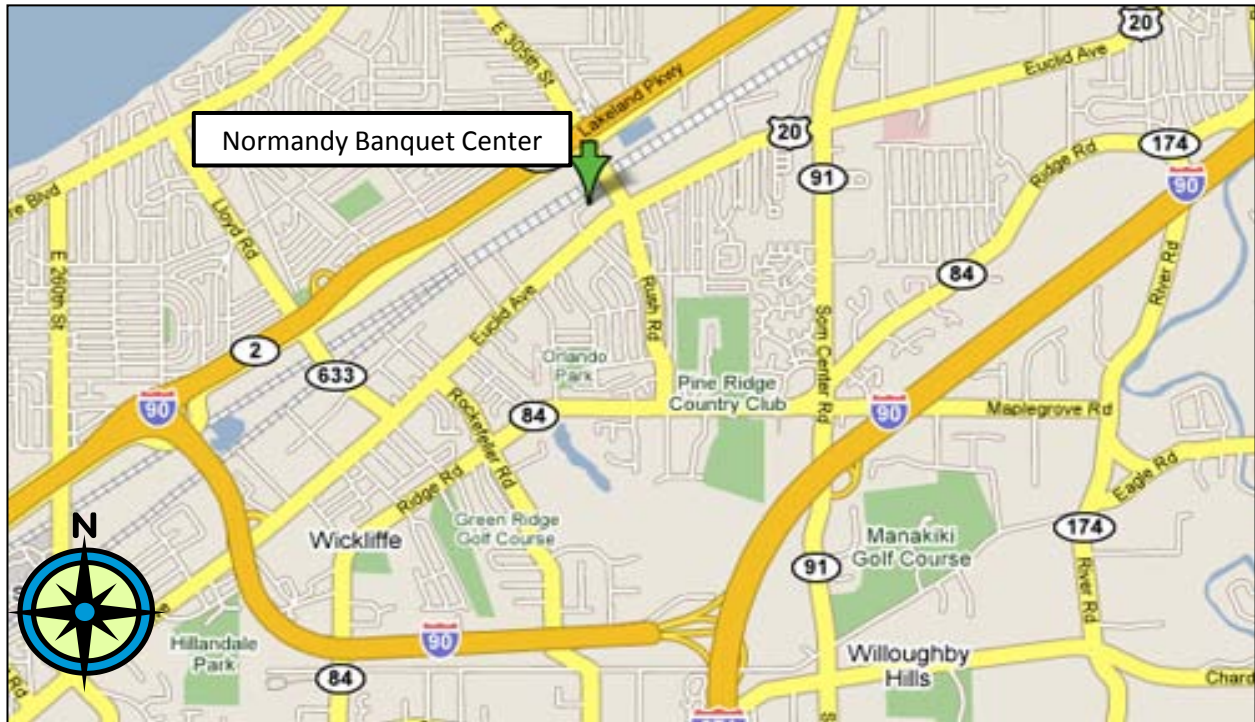 20
Euclid Ave
E 305th St
Lakeland Pkwy
Normandy Banquet Center
20
174
Ridge Rd
91
90
Lloyd Rd
E 260th St
84
River Rd
Rush Rd
Euclid Ave
Som Center Rd
2
Orlando
Park
633
Pine Ridge
Country Club
90
84
90
Maplegrove Rd
Rockefeller Rd
Ridge Rd
Eagle Rd
Green Ridge
Golf Course
174
N
Wickliffe
Manakiki
Golf Course
91
River Rd
90
Hillandale
Park
Willoughby
Hills
84
Chard